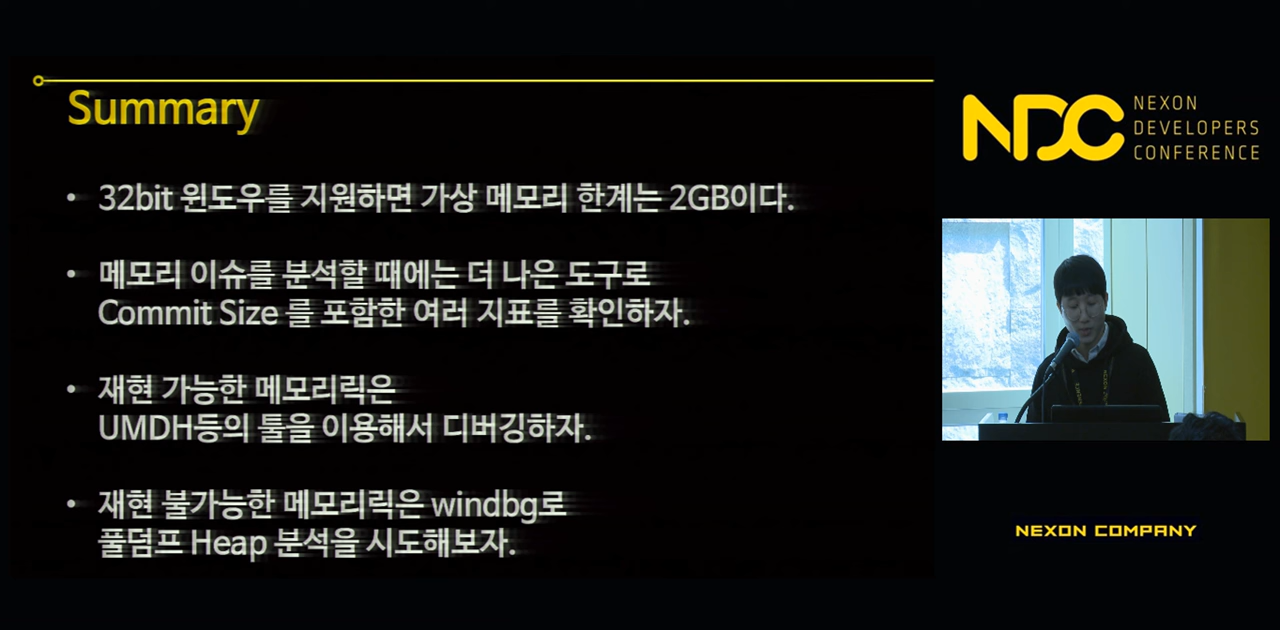 Summary
• 32bit 윈도우를 지원하면 가상 메모리 한계는 2GB이다.
• 메모리 이슈를 분석할 때에는 더 나은 도구로
Commit Size 를 포함한 여러 지표를 확인하자.
• 재현 가능한 메모리릭은
UMDH등의 툴을 이용해서 디버깅하자.
• 재현 불가능한 메모리릭은 windbg로
풀덤프 Heap 분석을 시도해보자.
NDC
NEXON
DEVELOPERS
CONFERENCE
NEXON COMPANY